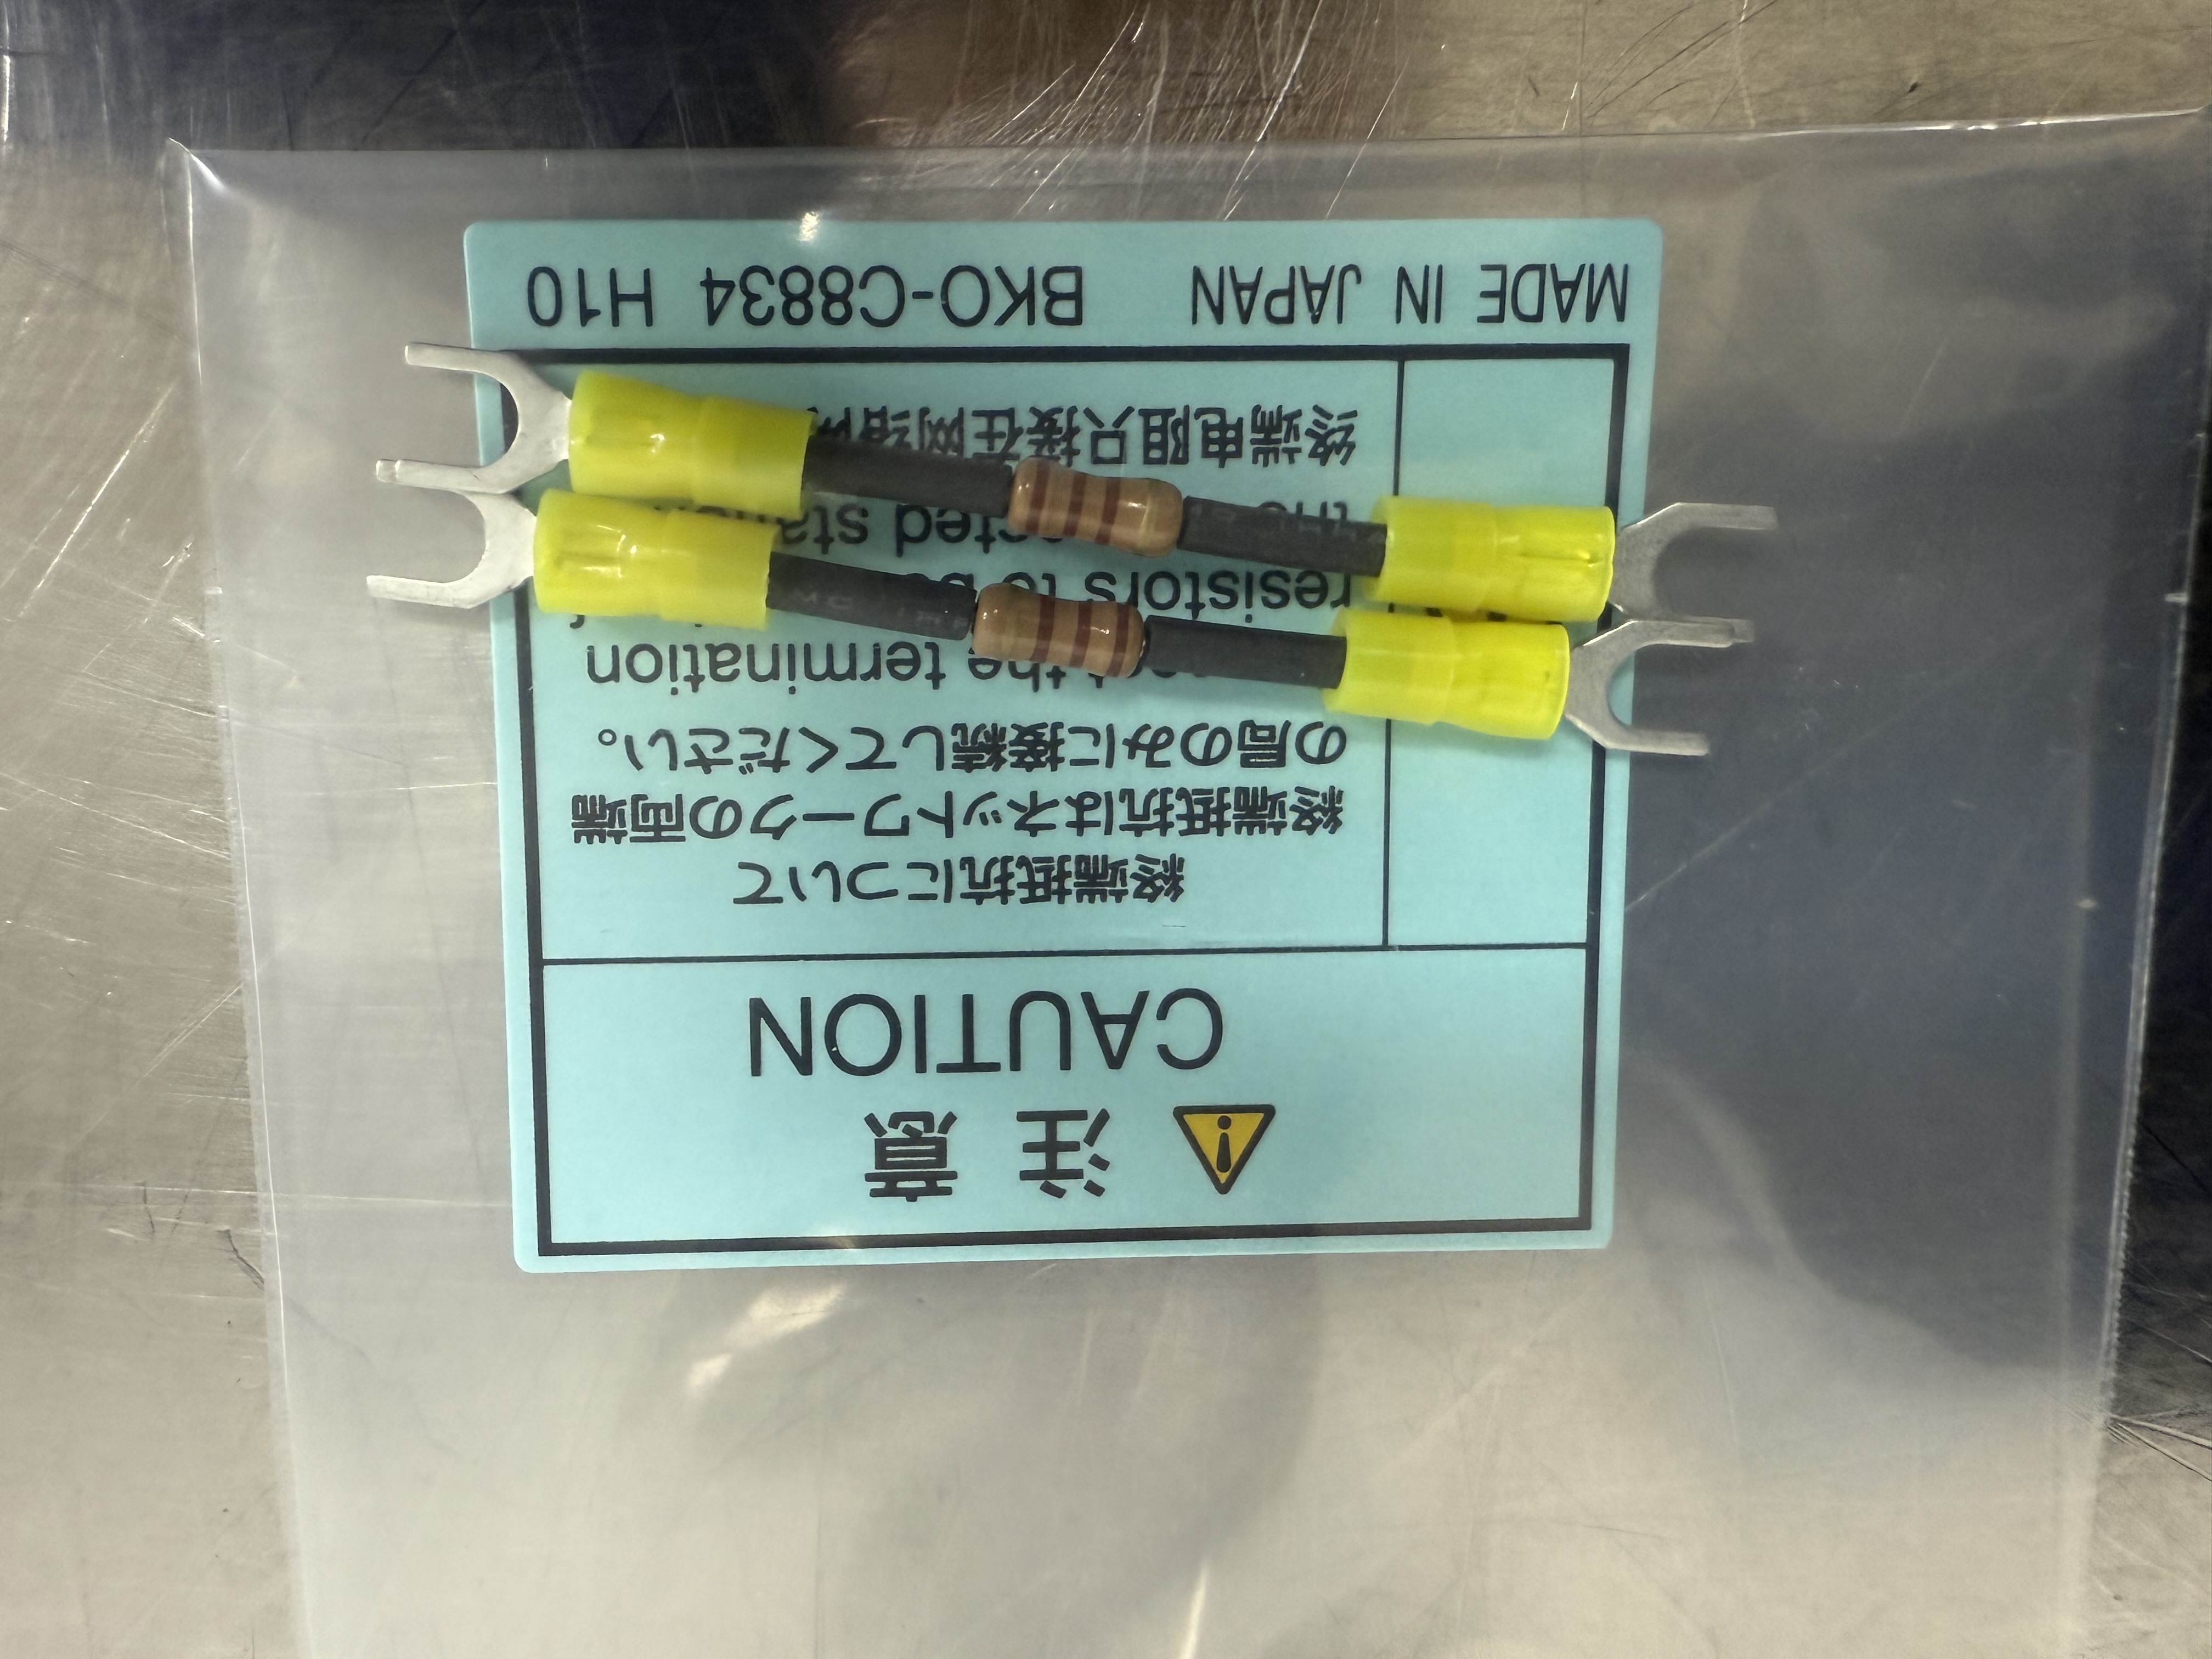 注 意
CAUTION
終端抵抗について
終端抵抗はネットワークの両端
の局のみに接続してください。
the termination
resistors to
cted
终端电阻只接在网络
MADE IN JAPAN BKO-C8834 H10